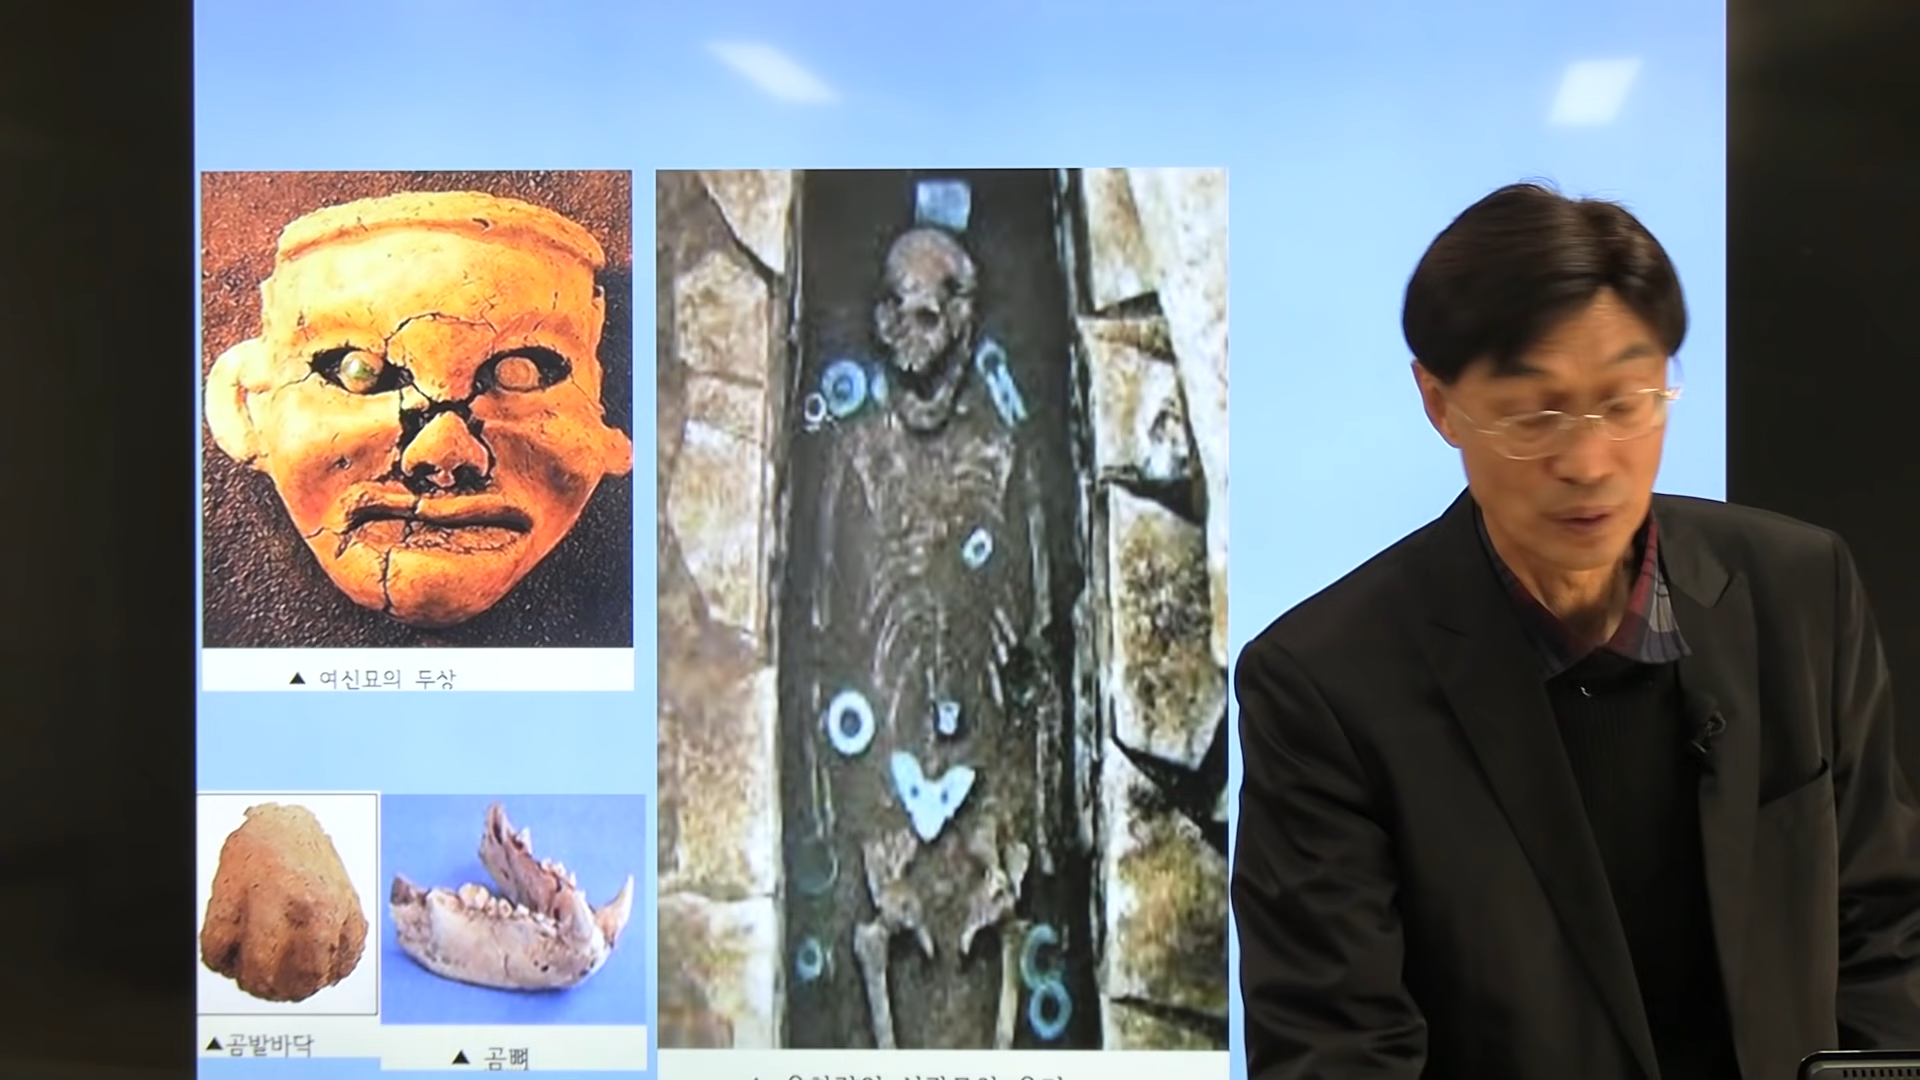 ▲ 여신묘의 두상
▲곰발바닥
▲ 곰뼈